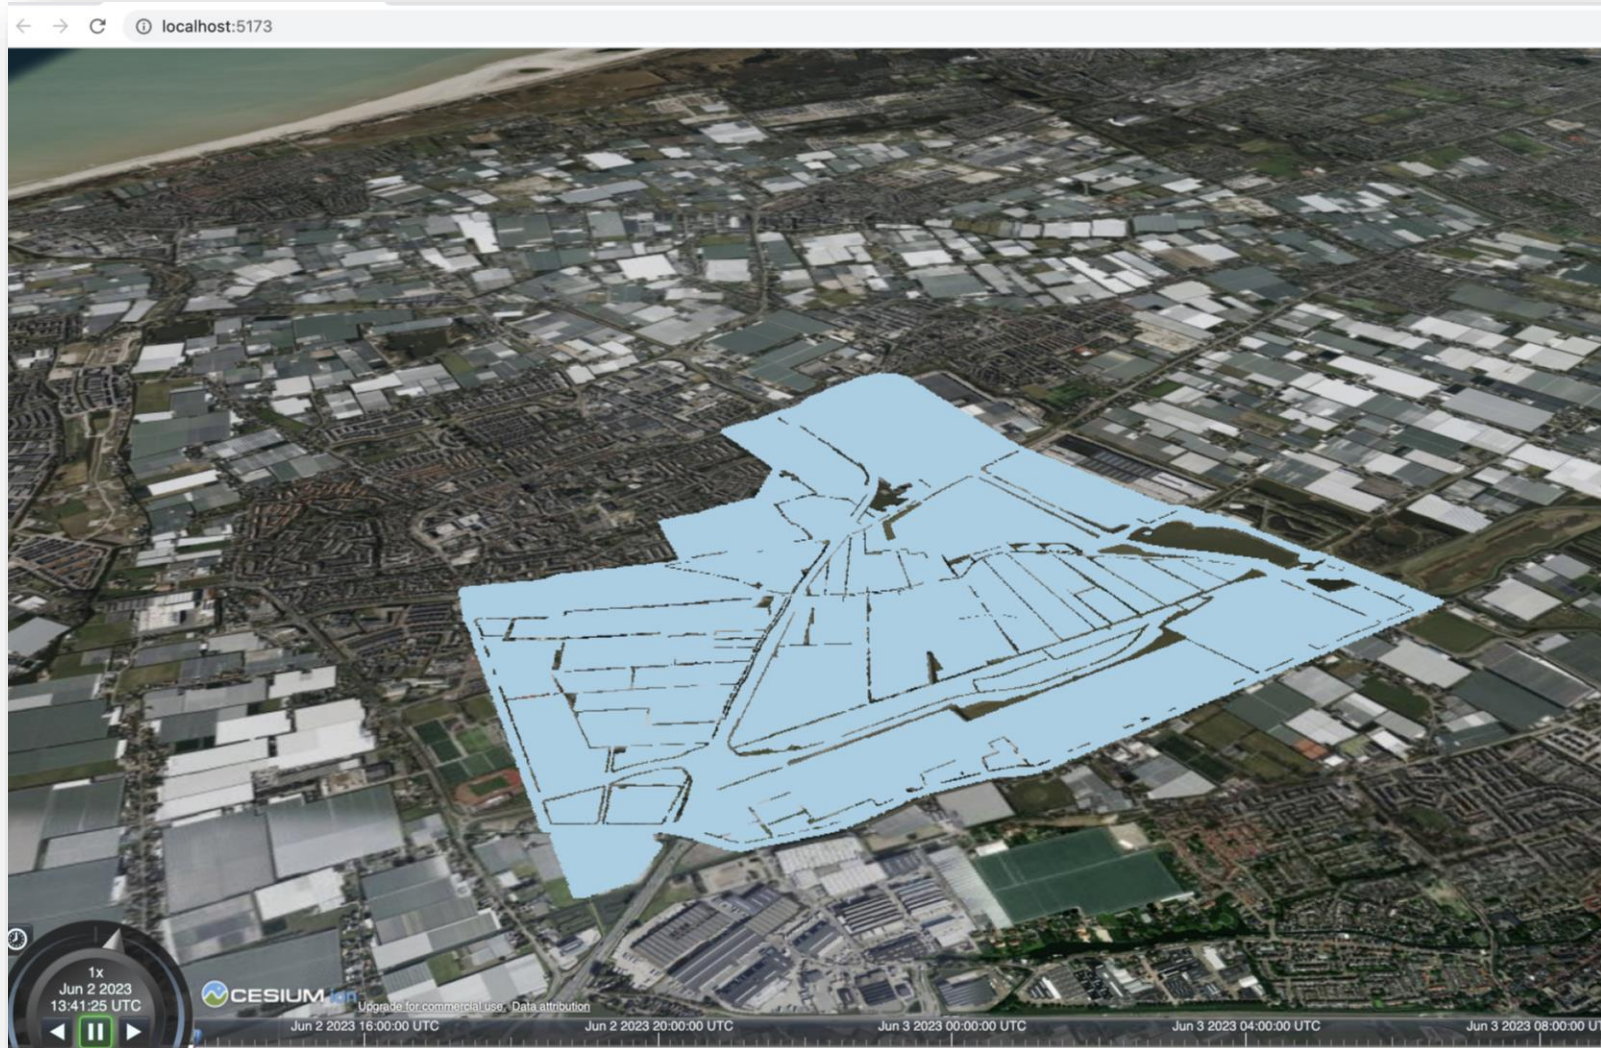 localhost:5173
1x
Jun 2 2023
13:41:25 UTC
CESIUM ion
Upgrade for commercial use. Data attribution
Jun 2 2023 16:00:00 UTC
Jun 2 2023 20:00:00 UTC
Jun 3 2023 00:00:00 UTC
Jun 3 2023 04:00:00 UTC
Jun 3 2023 08:00:00 UT